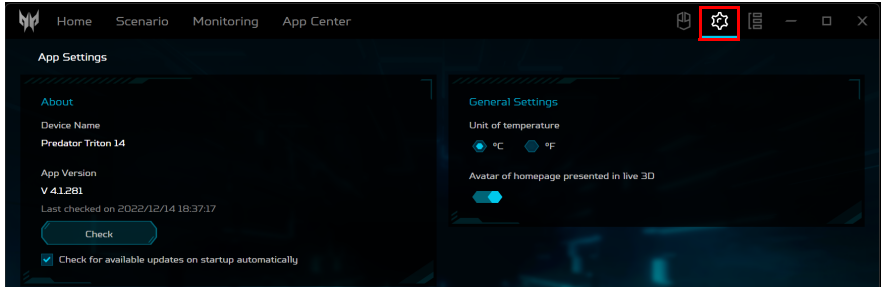 Home Scenario Monitoring App Center
App Settings
About
Device Name
Predator Triton 14
App Version
V 4.1.281
Last checked on 2022/12/14 18:37:17
Check
Check for available updates on startup automatically
General Settings
Unit of temperature
°C °F
Avatar of homepage presented in live 3D